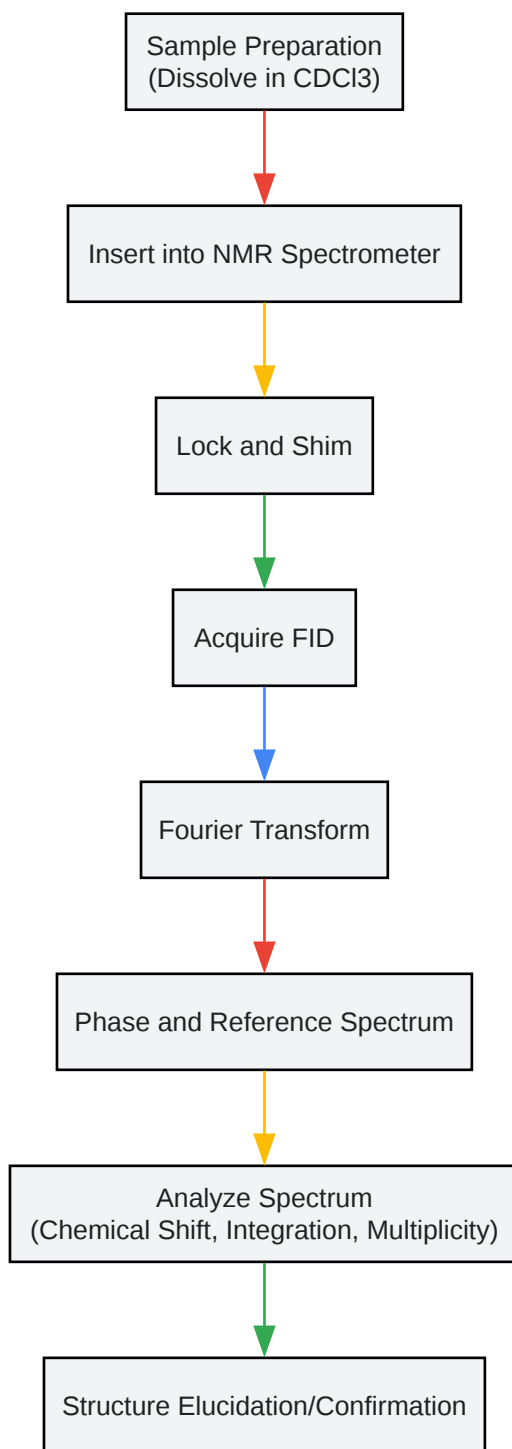 Sample Preparation
(Dissolve in CDCl3)
Insert into NMR Spectrometer
Lock and Shim
Acquire FID
Fourier Transform
Phase and Reference Spectrum
Analyze Spectrum
(Chemical Shift, Integration, Multiplicity)
Structure Elucidation/Confirmation